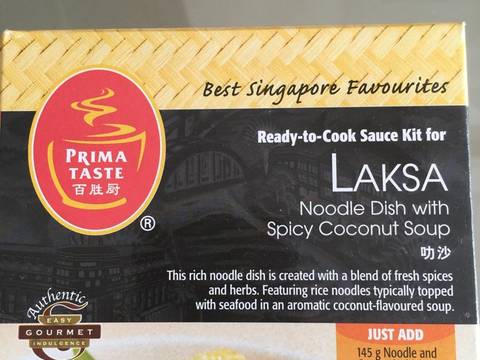 Best Singapore Favourites
PRIMA
TASTE
百胜厨
®
Ready-to-Cook Sauce Kit for
LAKSA
Noodle Dish with
Spicy Coconut Soup
叻沙
This rich noodle dish is created with a blend of fresh spices
and herbs. Featuring rice noodles typically topped
with seafood in an aromatic coconut-flavoured soup.
Authentic
EASY
GOURMET
INDULGENCE
JUST ADD
145 g Noodle and